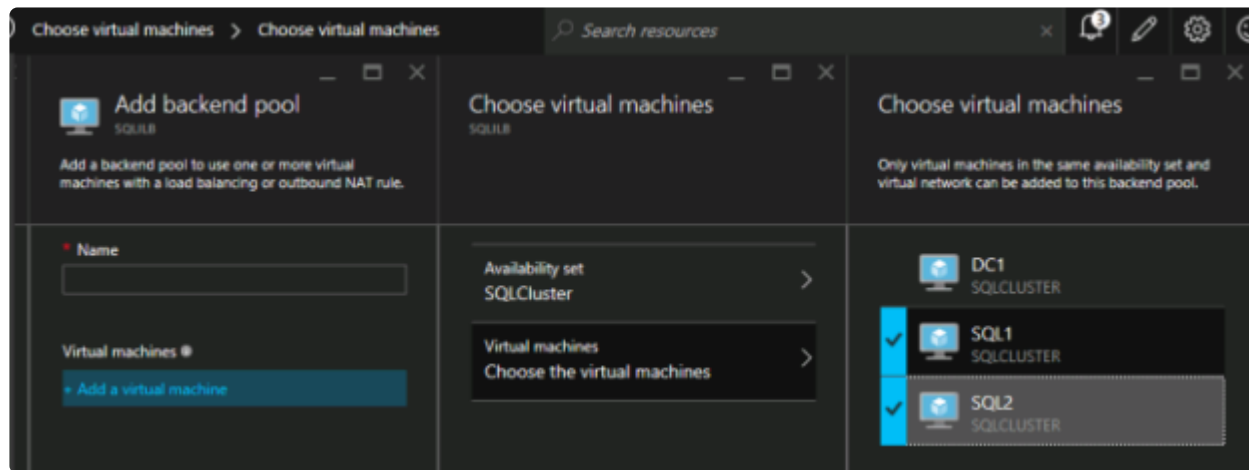 Choose virtual machines > Choose virtual machines
Search resources
3
Add backend pool
SQLILB
Add a backend pool to use one or more virtual
machines with a load balancing or outbound NAT rule.
* Name
Virtual machines
+ Add a virtual machine
Choose virtual machines
SQLILB
Availability set
SQLCluster
Virtual machines
Choose the virtual machines
Choose virtual machines
Only virtual machines in the same availability set and
virtual network can be added to this backend pool.
DC1
SQLCLUSTER
SQL1
SQLCLUSTER
SQL2
SQLCLUSTER